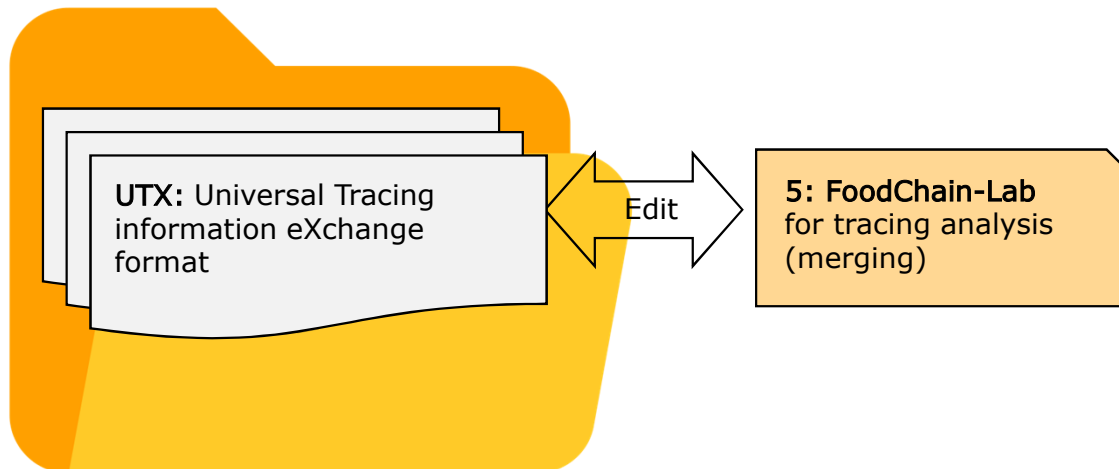 UTX: Universal Tracing
information eXchange
format
Edit
5: FoodChain-Lab
for tracing analysis
(merging)